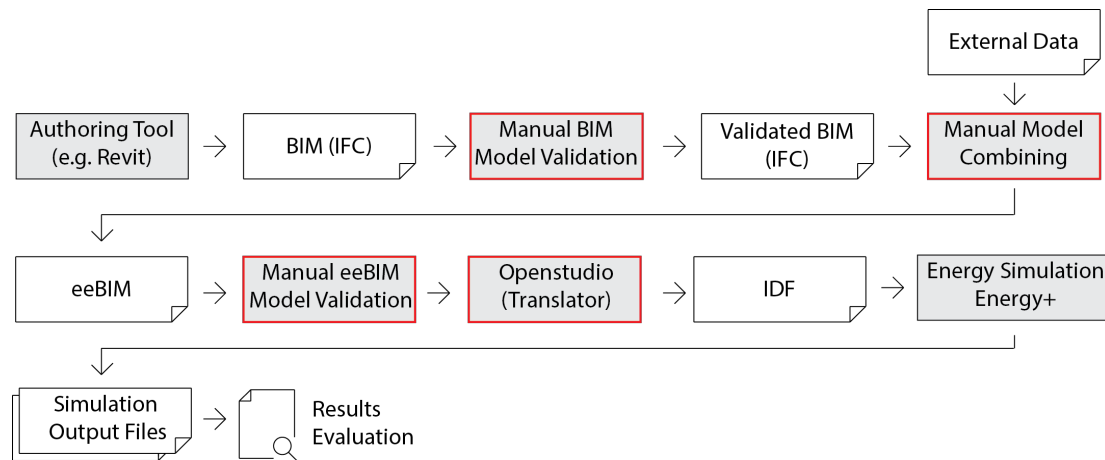 External Data
Authoring Tool
(e.g. Revit)
BIM (IFC)
Manual BIM
Model Validation
Validated BIM
(IFC)
Manual Model
Combining
eeBIM
Manual eeBIM
Model Validation
Openstudio
(Translator)
IDF
Energy Simulation
Energy+
Simulation
Output Files
Results
Evaluation